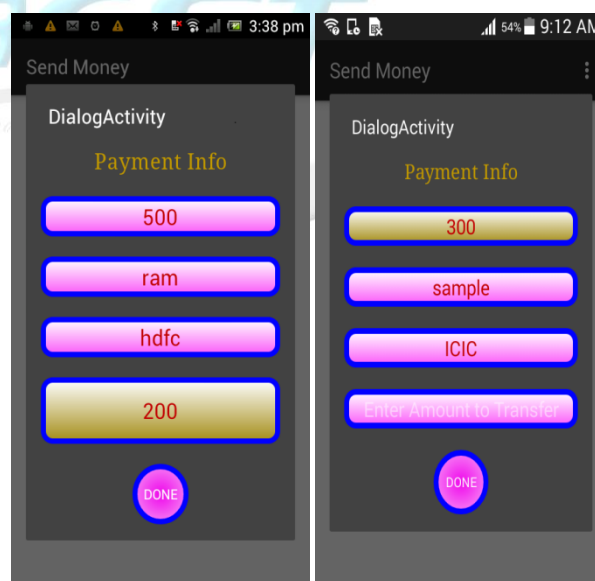 3:38 pm
Send Money
DialogActivity
Payment Info
500
ram
hdfc
200
DONE
54% 9:12 AM
Send Money
DialogActivity
Payment Info
300
sample
ICIC
Enter Amount to Transfer
DONE